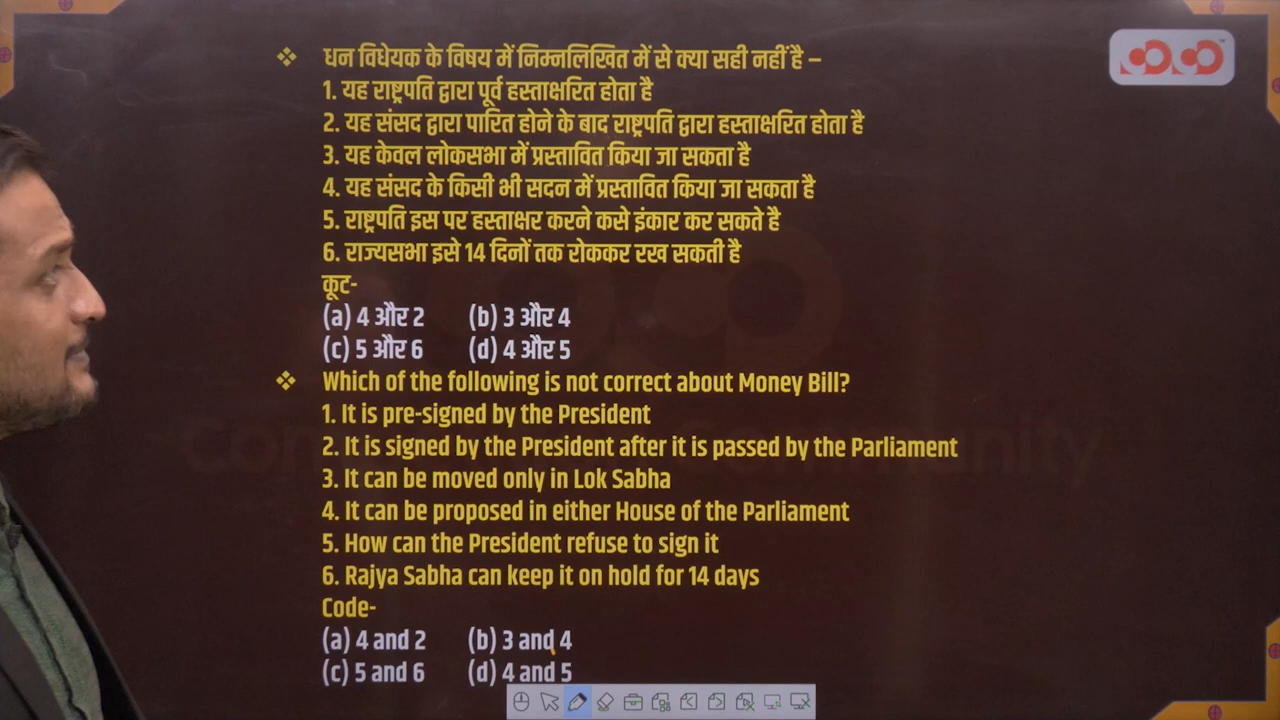 ❖ धन विधेयक के विषय में निम्नलिखित में से क्या सही नहीं है –
1. यह राष्ट्रपति द्वारा पूर्व हस्ताक्षरित होता है
2. यह संसद द्वारा पारित होने के बाद राष्ट्रपति द्वारा हस्ताक्षरित होता है
3. यह केवल लोकसभा में प्रस्तावित किया जा सकता है
4. यह संसद के किसी भी सदन में प्रस्तावित किया जा सकता है
5. राष्ट्रपति इस पर हस्ताक्षर करने कसे इंकार कर सकते है
6. राज्यसभा इसे 14 दिनों तक रोककर रख सकती है
कूट-
(a) 4 और 2 (b) 3 और 4
(c) 5 और 6 (d) 4 और 5
❖ Which of the following is not correct about Money Bill?
1. It is pre-signed by the President
2. It is signed by the President after it is passed by the Parliament
3. It can be moved only in Lok Sabha
4. It can be proposed in either House of the Parliament
5. How can the President refuse to sign it
6. Rajya Sabha can keep it on hold for 14 days
Code-
(a) 4 and 2 (b) 3 and 4
(c) 5 and 6 (d) 4 and 5